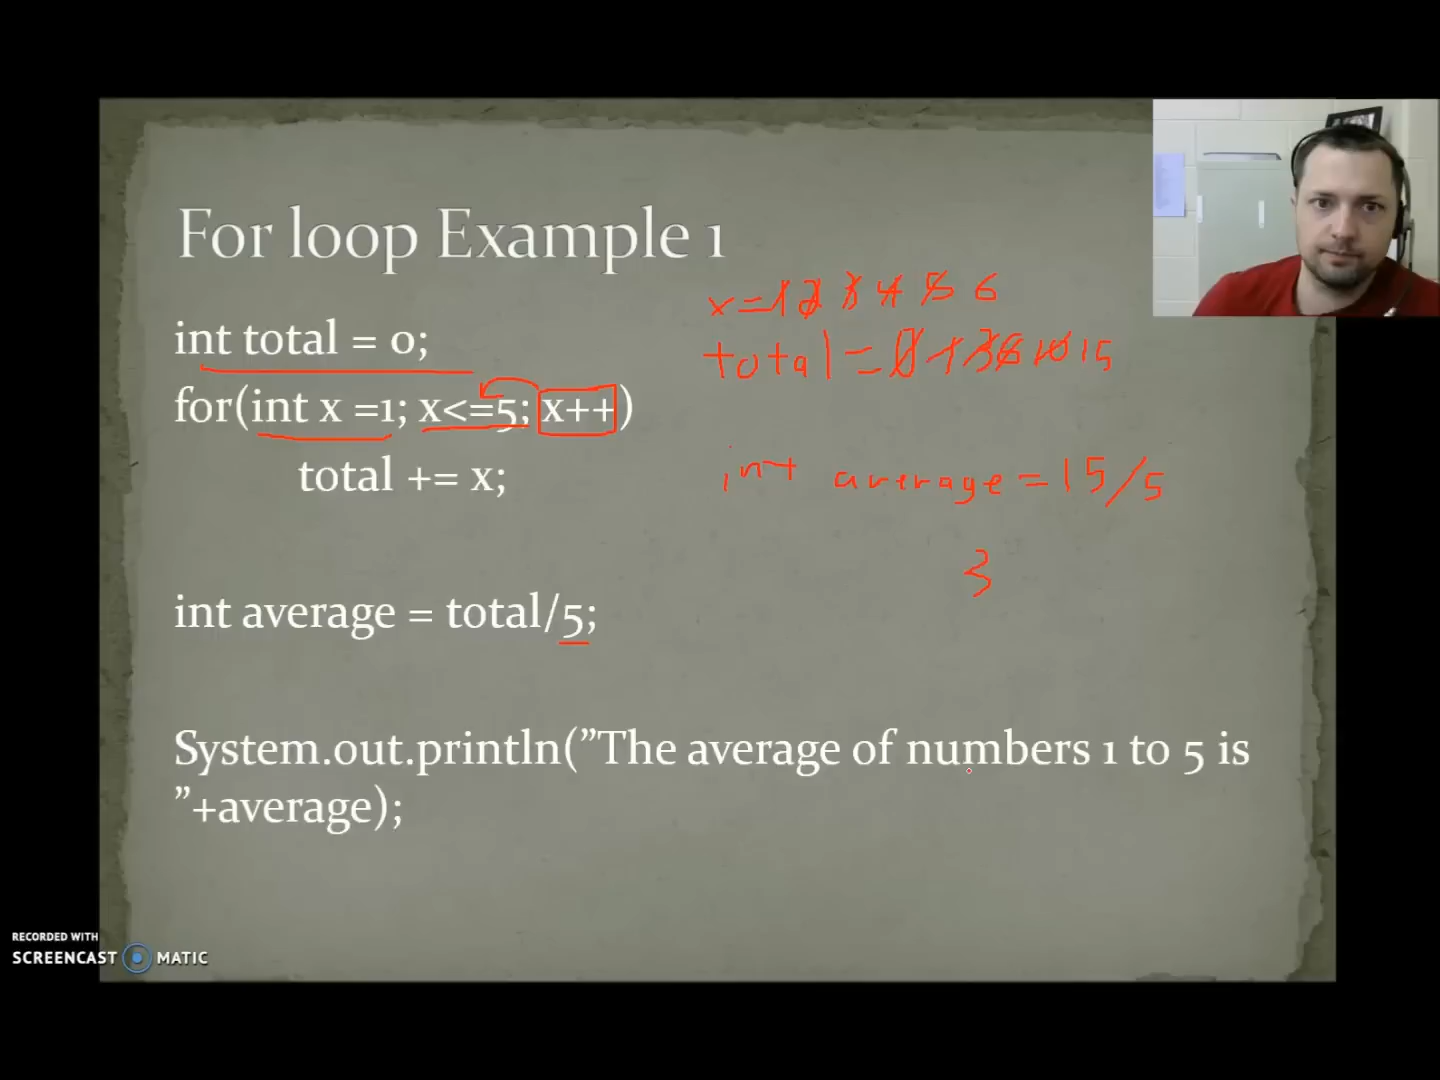 For loop Example 1
x=1 2 3 4 5 6
int total = 0;
total = 0 1 3 6 10 15
for(int x =1; x<=5; x++)
total += x;
int average = 15/5
3
int average = total/5;
System.out.println(”The average of numbers 1 to 5 is
”+average);
RECORDED WITH
SCREENCAST MATIC